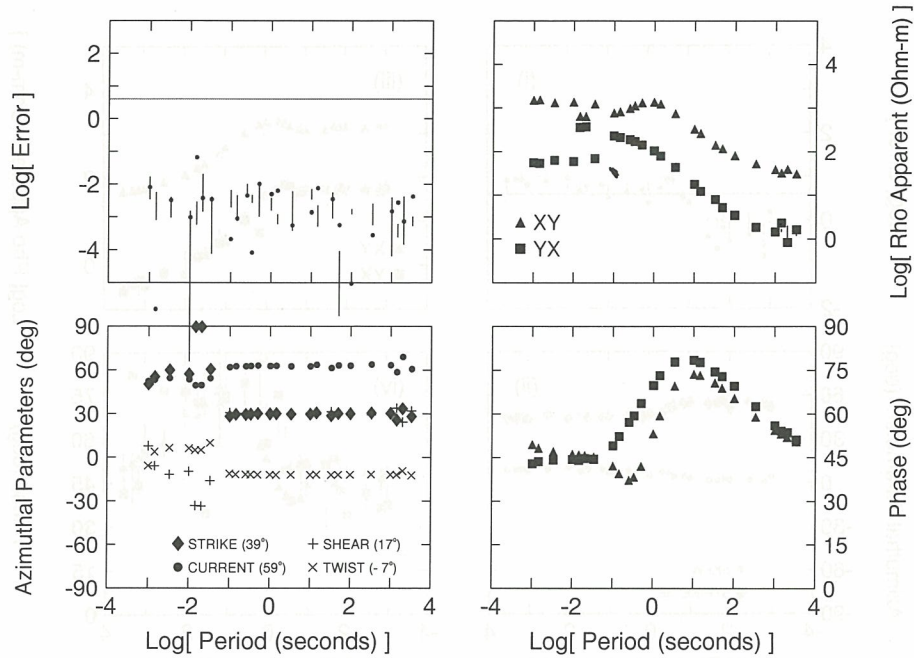 Log[ Error ]
2
0
-2
-4
Log[ Rho Apparent (Ohm-m) ]
4
2
0
XY
YX
Azimuthal Parameters (deg)
90
60
30
0
-30
-60
-90
STRIKE (39°)
SHEAR (17°)
CURRENT (59°)
TWIST (-7°)
-4
-2
0
2
4
Log[ Period (seconds) ]
Phase (deg)
90
75
60
45
30
15
0
-4
-2
0
2
4
Log[ Period (seconds) ]